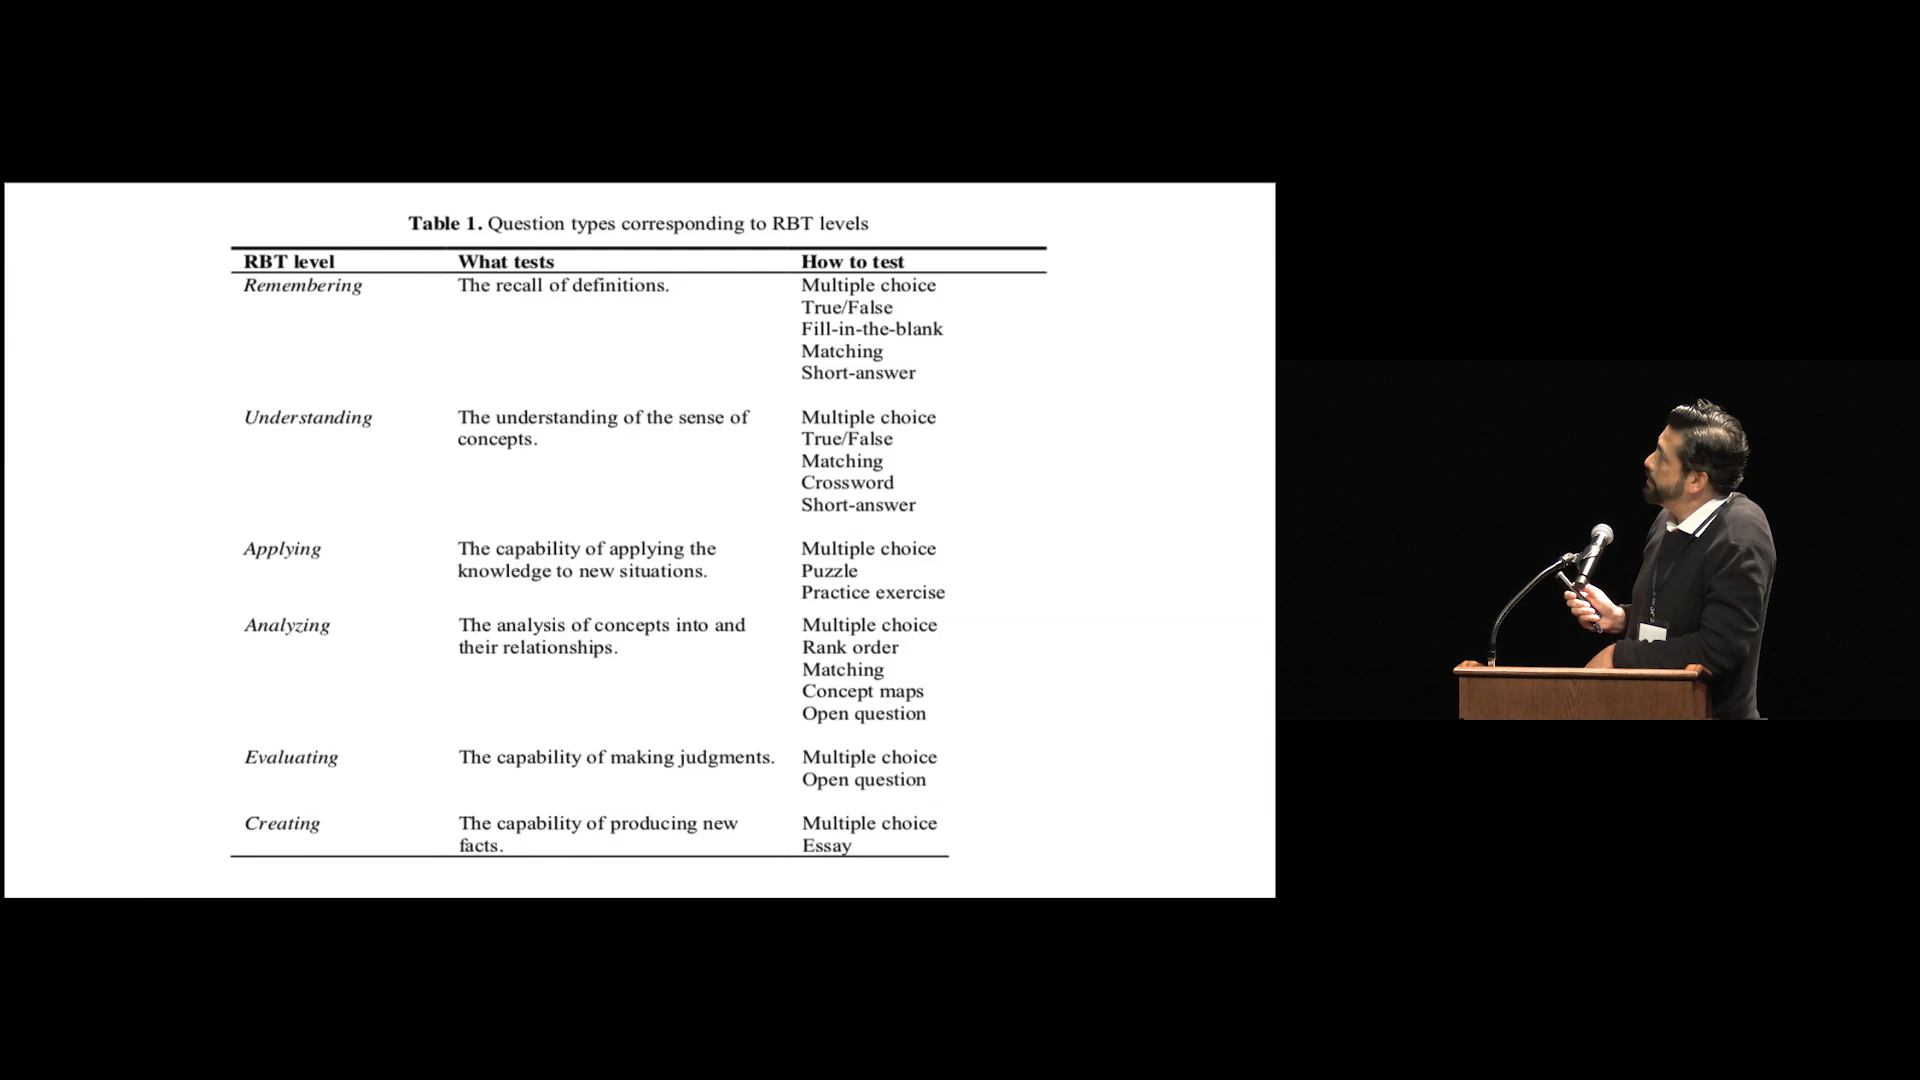 Table 1. Question types corresponding to RBT levels
RBT level What tests How to test
Remembering The recall of definitions. Multiple choice
True/False
Fill-in-the-blank
Matching
Short-answer
Understanding The understanding of the sense of Multiple choice
concepts. True/False
Matching
Crossword
Short-answer
Applying The capability of applying the Multiple choice
knowledge to new situations. Puzzle
Practice exercise
Analyzing The analysis of concepts into and Multiple choice
their relationships. Rank order
Matching
Concept maps
Open question
Evaluating The capability of making judgments. Multiple choice
Open question
Creating The capability of producing new Multiple choice
facts. Essay